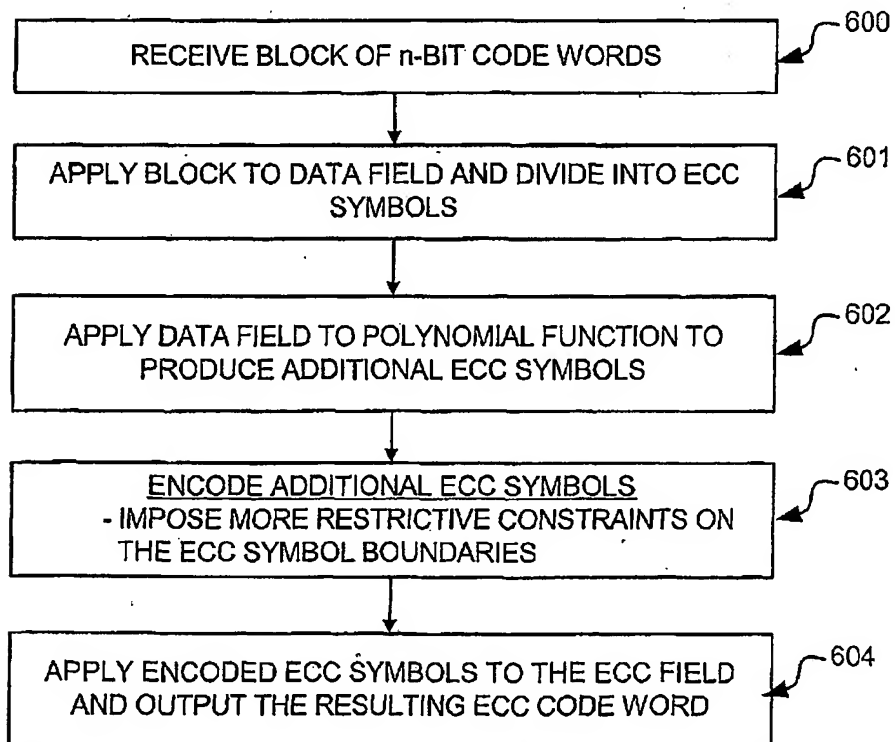 RECEIVE BLOCK OF n-BIT CODE WORDS
600
APPLY BLOCK TO DATA FIELD AND DIVIDE INTO ECC
SYMBOLS
601
APPLY DATA FIELD TO POLYNOMIAL FUNCTION TO
PRODUCE ADDITIONAL ECC SYMBOLS
602
ENCODE ADDITIONAL ECC SYMBOLS
- IMPOSE MORE RESTRICTIVE CONSTRAINTS ON
THE ECC SYMBOL BOUNDARIES
603
APPLY ENCODED ECC SYMBOLS TO THE ECC FIELD
AND OUTPUT THE RESULTING ECC CODE WORD
604